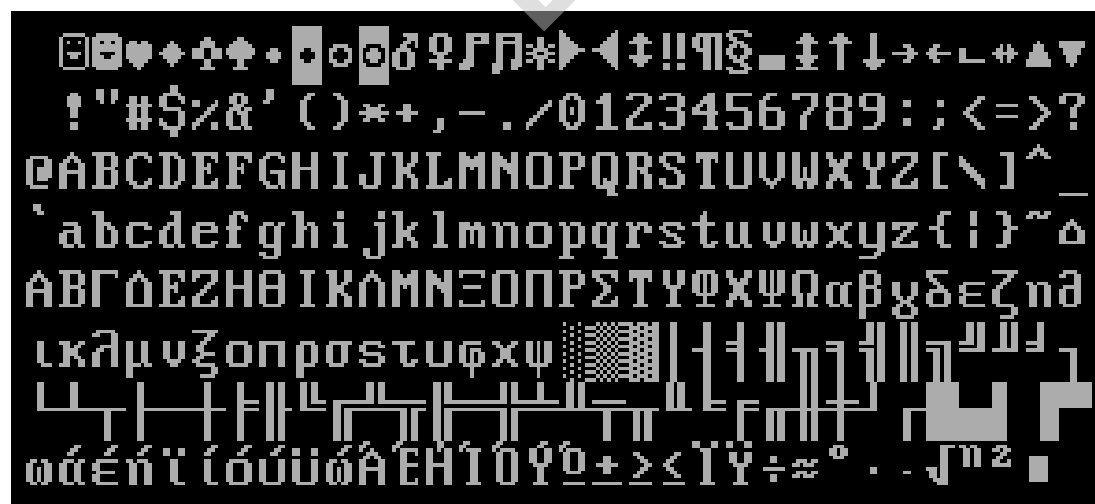 ☺☻♥♦♣♠•◘○◙♂♀♪♫☼►◄↕‼¶§▬↨↑↓→←∟↔▲▼
!"#$%&'()*+,-./0123456789:;<=>?
@ABCDEFGHIJKLMNOPQRSTUVWXYZ[\]^_
`abcdefghijklmnopqrstuvwxyz{|}~⌂
ΑΒΓΔΕΖΗΘΙΚΛΜΝΞΟΠΡΣΤΥΦΧΨΩαβγδεζηθ
ικλμνξοπρσςτυφχψ░▒▓│┤╡╢╖╕╣║╗╝╜╛┐
└┴┬├─┼╞╟╚╔╩╦╠═╬╧╨╤╥╙╘╒╓╫╪┘┌█▄▌▐▀
ωάέήϊίόύϋώΆΈΉΊΌΎΏ±≥≤ΪΫ÷≈°∙·√ⁿ²■